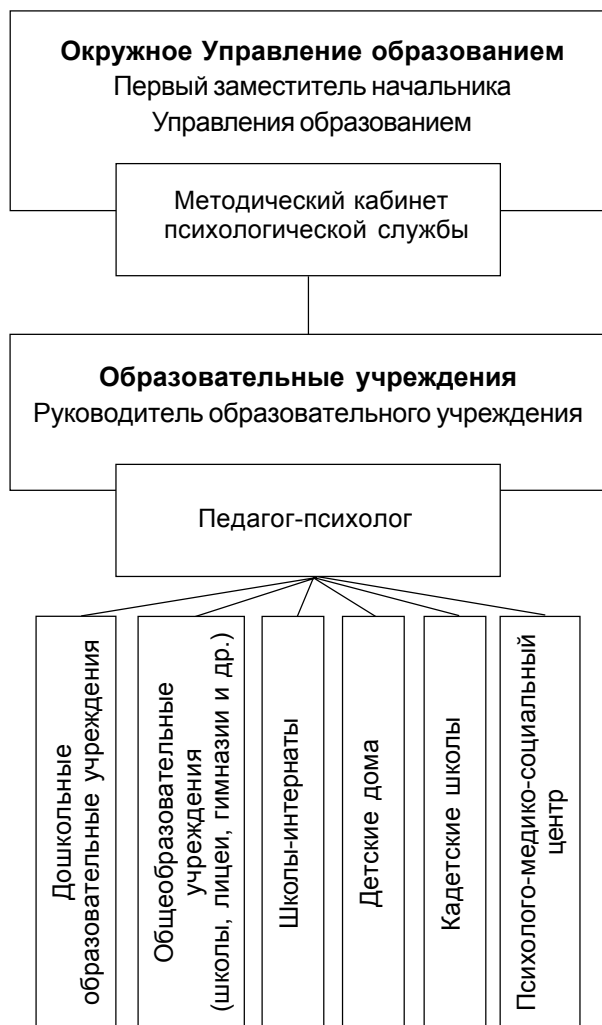 Окружное Управление образованием
Первый заместитель начальника
Управления образованием
Методический кабинет
психологической службы
Образовательные учреждения
Руководитель образовательного учреждения
Педагог-психолог
Дошкольные
образовательные учреждения
Общеобразовательные
учреждения
(школы, лицеи, гимназии и др.)
Школы-интернаты
Детские дома
Кадетские школы
Психолого-медико-социальный
центр